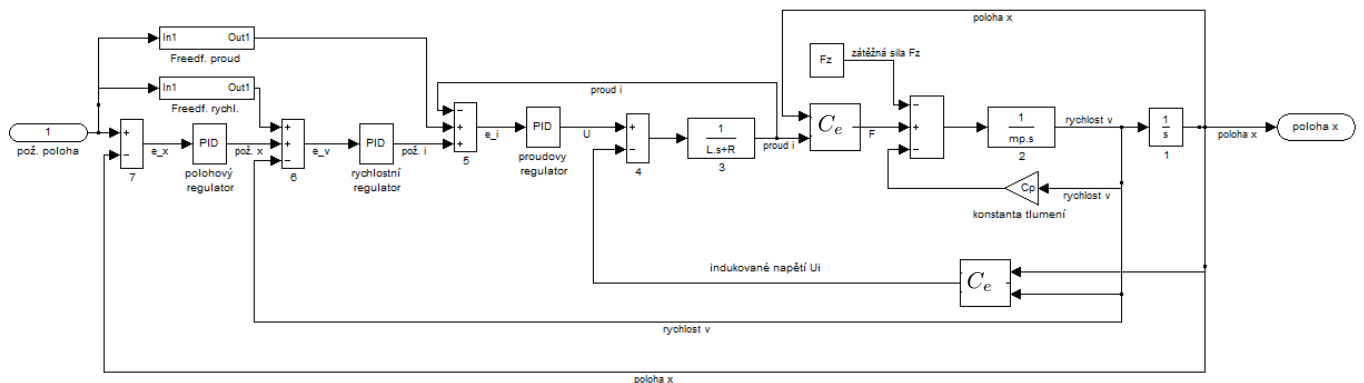 poloha x
In1
Out1
Freedf. proud
In1
Out1
Freedf. rychl.
1
pož. poloha
+
−
7
e_x
PID
polohový
regulator
pož. x
+
+
−
6
e_v
PID
rychlostní
regulator
pož. i
proud i
−
+
+
5
e_i
PID
proudovy
regulator
U
+
−
4
1
L.s+R
3
proud i
C_e
F
Fz
zátěžná sila Fz
−
+
−
1
mp.s
2
rychlost v
1
s
1
poloha x
poloha x
Cp
rychlost v
konstanta tlumení
indukované napětí Ui
C_e
rychlost v
poloha x